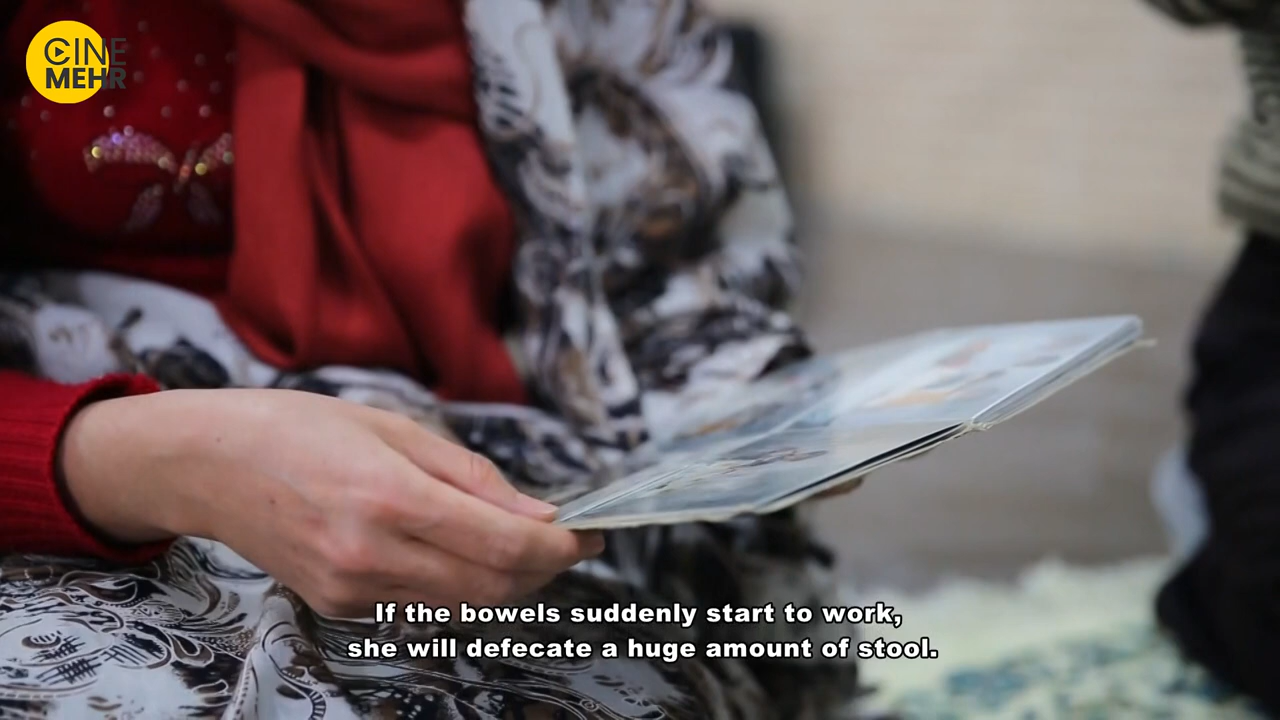 CINE
MEHR
If the bowels suddenly start to work,
she will defecate a huge amount of stool.